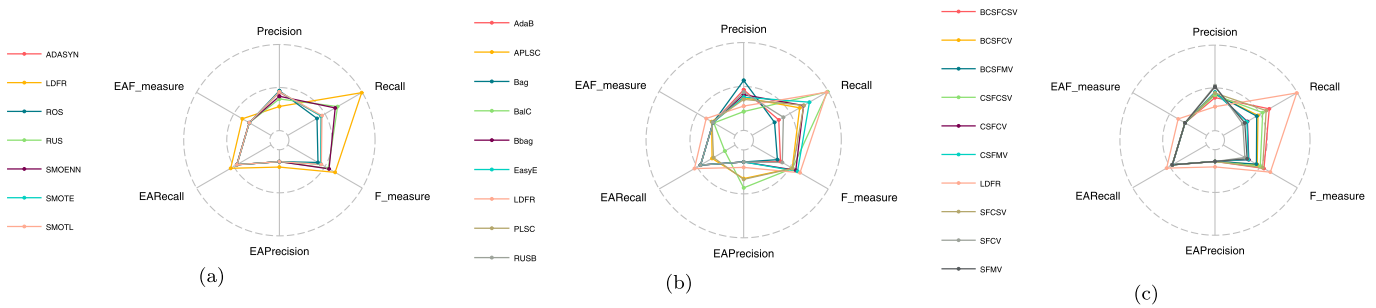 ADASYN
LDFR
ROS
RUS
SMOENN
SMOTE
SMOTL
Precision
Recall
F_measure
EAPrecision
EARecall
EAF_measure
(a)
AdaB
APLSC
Bag
BalC
Bbag
EasyE
LDFR
PLSC
RUSB
Precision
Recall
F_measure
EAPrecision
EARecall
EAF_measure
(b)
BCSFCSV
BCSFCV
BCSFMV
CSFCSV
CSFCV
CSFMV
LDFR
SFCSV
SFCV
SFMV
Precision
Recall
F_measure
EAPrecision
EARecall
EAF_measure
(c)